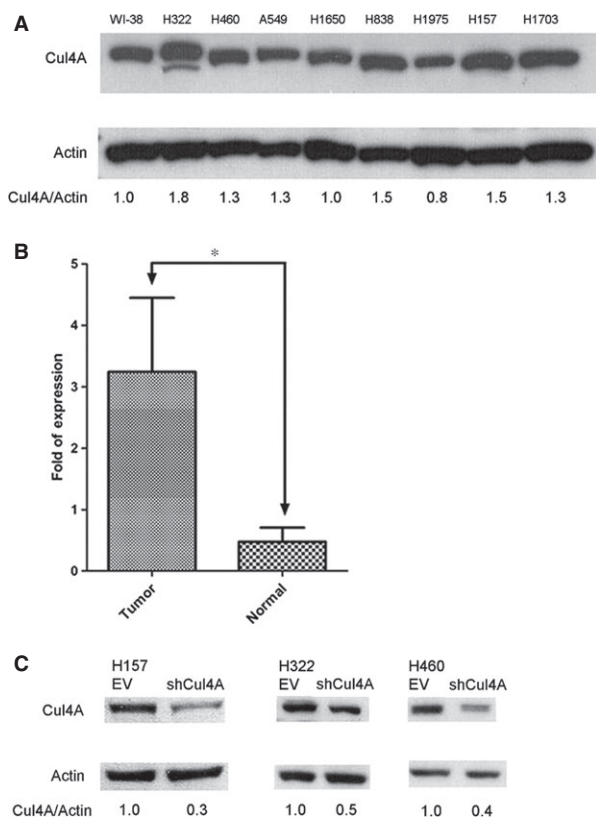 A
WI-38 H322 H460 A549 H1650 H838 H1975 H157 H1703
Cul4A
Actin
Cul4A/Actin 1.0 1.8 1.3 1.3 1.0 1.5 0.8 1.5 1.3
B
5
*
4
3
2
1
0
Fold of expression
Tumor Normal
C
H157 H322 H460
EV shCul4A EV shCul4A EV shCul4A
Cul4A
Actin
Cul4A/Actin 1.0 0.3 1.0 0.5 1.0 0.4